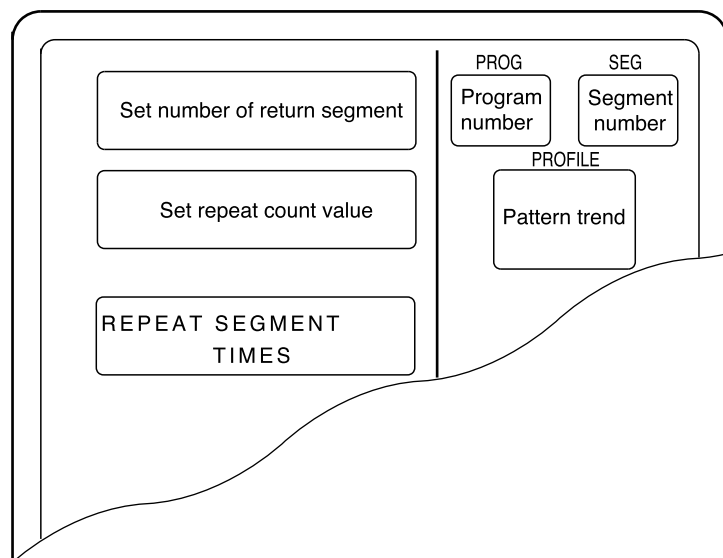 Set number of return segment
Set repeat count value
REPEAT SEGMENT
TIMES
PROG
SEG
Program
number
Segment
number
PROFILE
Pattern trend